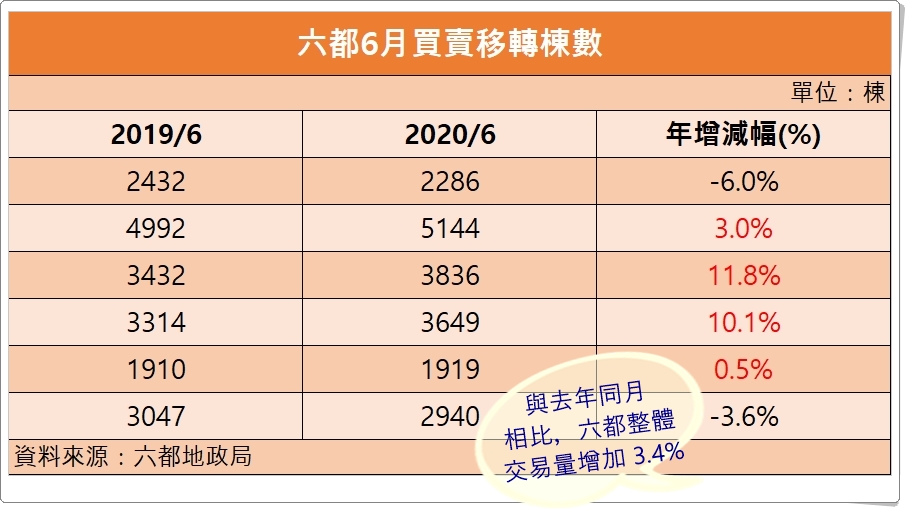 六都6月買賣移轉棟數
單位：棟
2019/6 2020/6 年增減幅(%)
2432 2286 -6.0%
4992 5144 3.0%
3432 3836 11.8%
3314 3649 10.1%
1910 1919 0.5%
3047 2940 -3.6%
與去年同月
相比，六都整體
交易量增加 3.4%
資料來源：六都地政局